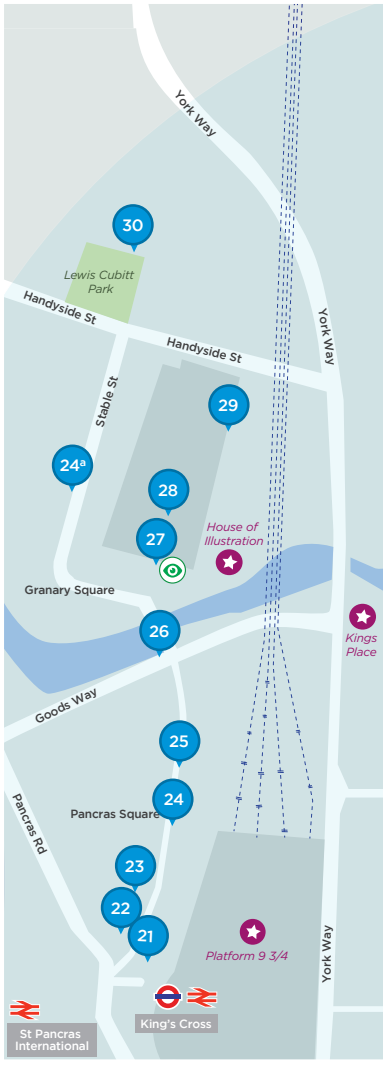 York Way
30
Lewis Cubitt
Park
Handyside St
York Way
Handyside St
Stable St
29
24a
28
House of
Illustration
27
Granary Square
26
Kings
Place
Goods Way
25
24
Pancras Square
Pancras Rd
23
22
21
Platform 9 3/4
York Way
King's Cross
St Pancras
International